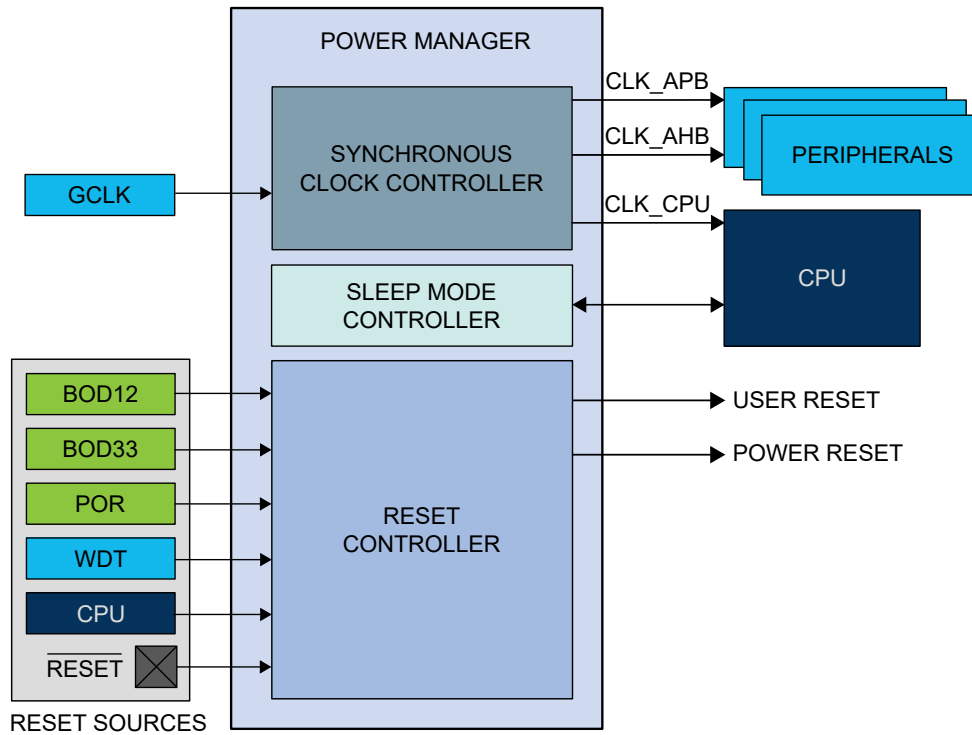 POWER MANAGER
CLK_APB
SYNCHRONOUS
CLOCK CONTROLLER
CLK_AHB
PERIPHERALS
GCLK
CLK_CPU
CPU
SLEEP MODE
CONTROLLER
BOD12
USER RESET
BOD33
POWER RESET
POR
RESET
CONTROLLER
WDT
CPU
RESET
RESET SOURCES